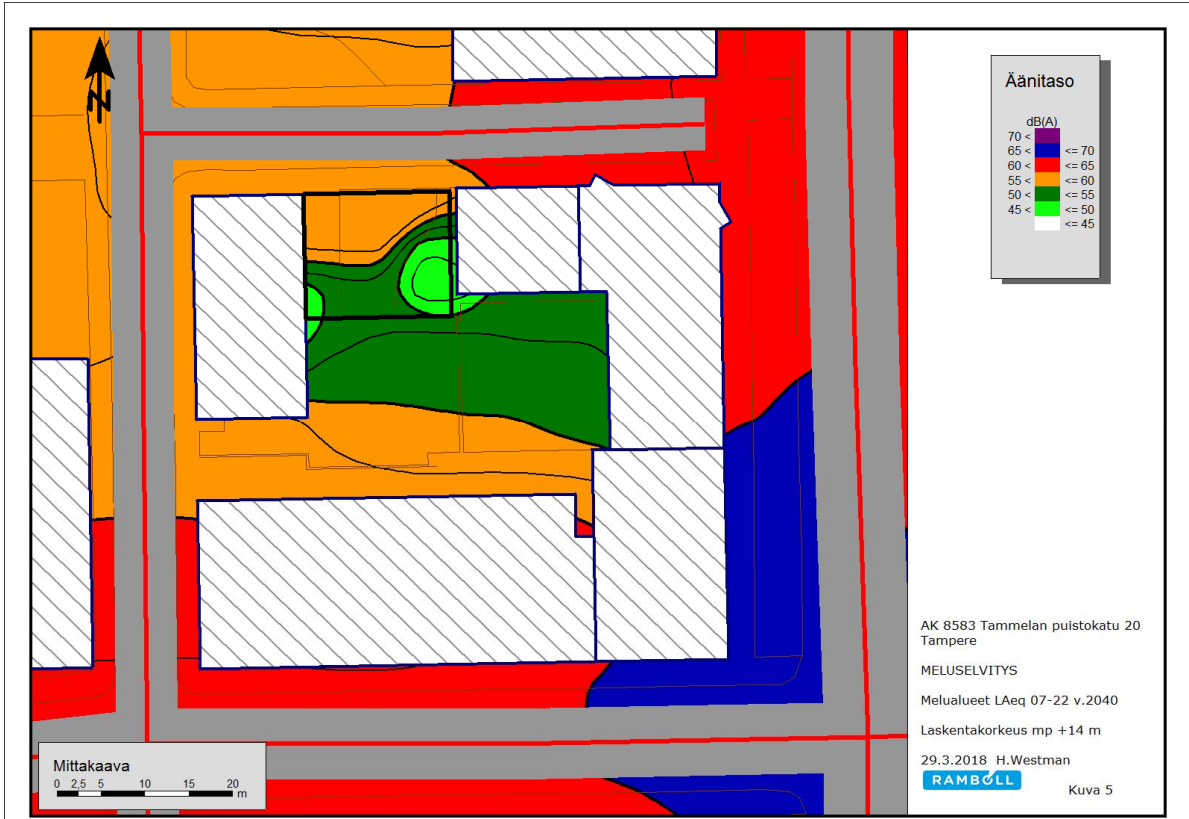 N
Äänitaso
dB(A)
70 <
65 < <= 70
60 < <= 65
55 < <= 60
50 < <= 55
45 < <= 50
<= 45
AK 8583 Tammelan puistokatu 20
Tampere
MELUSELVITYS
Melualueet LAeq 07-22 v.2040
Laskentakorkeus mp +14 m
29.3.2018 H.Westman
RAMBOLL
Kuva 5
Mittakaava
0 2,5 5 10 15 20
m